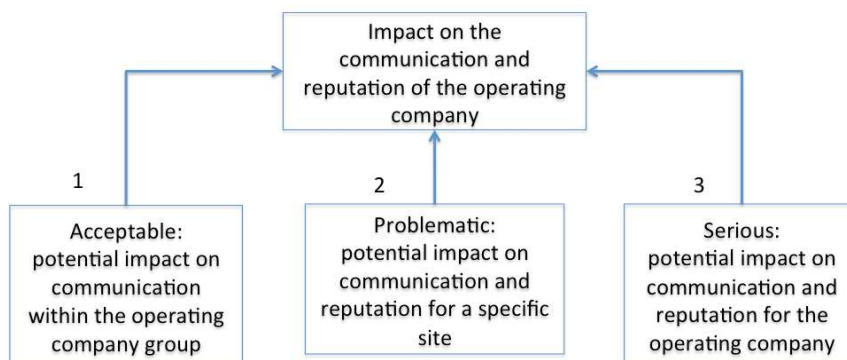 Impact on the
communication and
reputation of the operating
company
1
2
3
Acceptable:
potential impact on
communication
within the operating
company group
Problematic:
potential impact on
communication and
reputation for a specific
site
Serious:
potential impact on
communication and
reputation for the
operating company